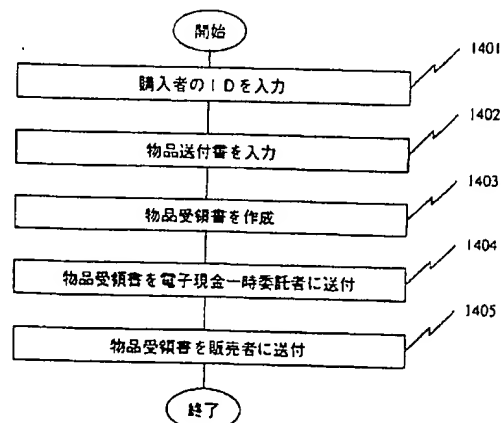 開始
1401
購入者のIDを入力
1402
物品送付書を入力
1403
物品受領書を作成
1404
物品受領書を電子現金一時委託者に送付
1405
物品受領書を販売者に送付
終了